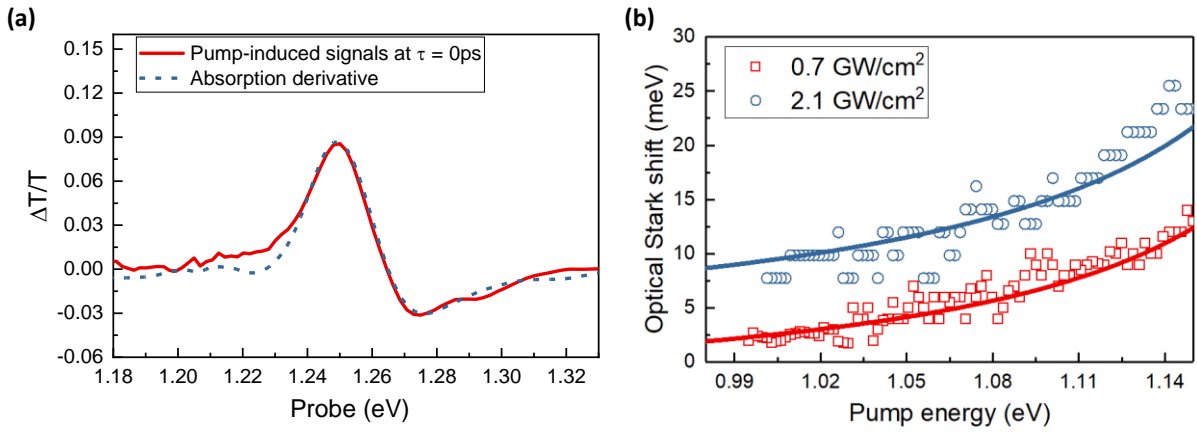 (a)
0.15
0.12
0.09
0.06
0.03
0.00
-0.03
-0.06
ΔT/T
Pump-induced signals at τ = 0ps
Absorption derivative
1.18 1.20 1.22 1.24 1.26 1.28 1.30 1.32
Probe (eV)
(b)
30
25
20
15
10
5
0
Optical Stark shift (meV)
0.7 GW/cm²
2.1 GW/cm²
0.99 1.02 1.05 1.08 1.11 1.14
Pump energy (eV)